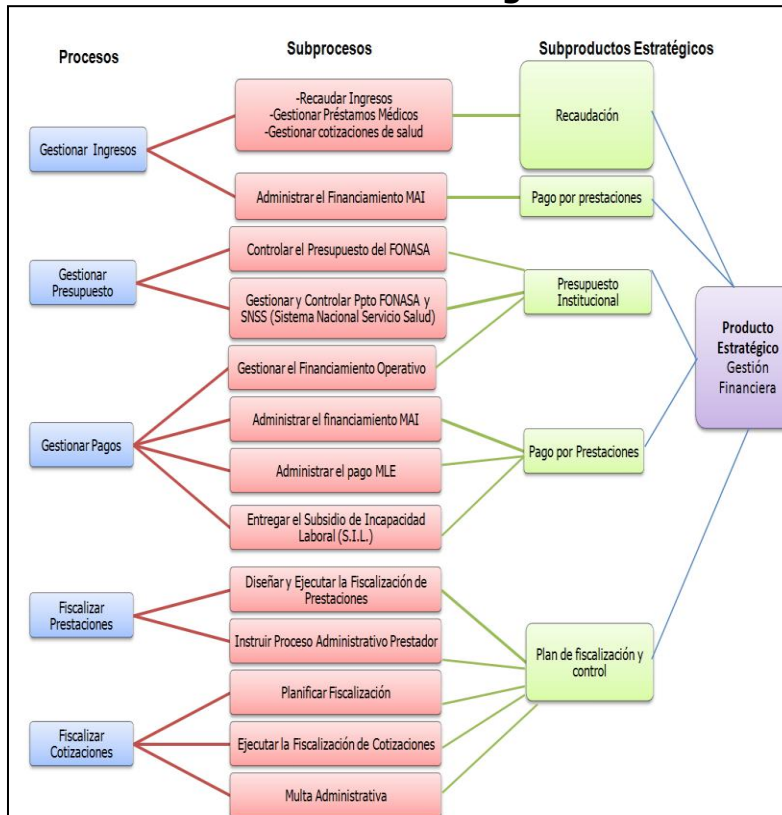 Procesos
Subprocesos
Subproductos Estratégicos
Gestionar Ingresos
-Recaudar Ingresos
-Gestionar Préstamos Médicos
-Gestionar cotizaciones de salud
Recaudación
Administrar el Financiamiento MAI
Pago por prestaciones
Gestionar
Presupuesto
Controlar el Presupuesto del FONASA
Gestionar y Controlar Ppto FONASA y
SNSS (Sistema Nacional Servicio Salud)
Presupuesto
Institucional
Producto
Estratégico
Gestión
Financiera
Gestionar Pagos
Gestionar el Financiamiento Operativo
Administrar el financiamiento MAI
Administrar el pago MLE
Entregar el Subsidio de Incapacidad
Laboral (S.I.L.)
Pago por Prestaciones
Fiscalizar
Prestaciones
Diseñar y Ejecutar la Fiscalización de
Prestaciones
Instruir Proceso Administrativo Prestador
Plan de fiscalización y
control
Fiscalizar
Cotizaciones
Planificar Fiscalización
Ejecutar la Fiscalización de Cotizaciones
Multa Administrativa